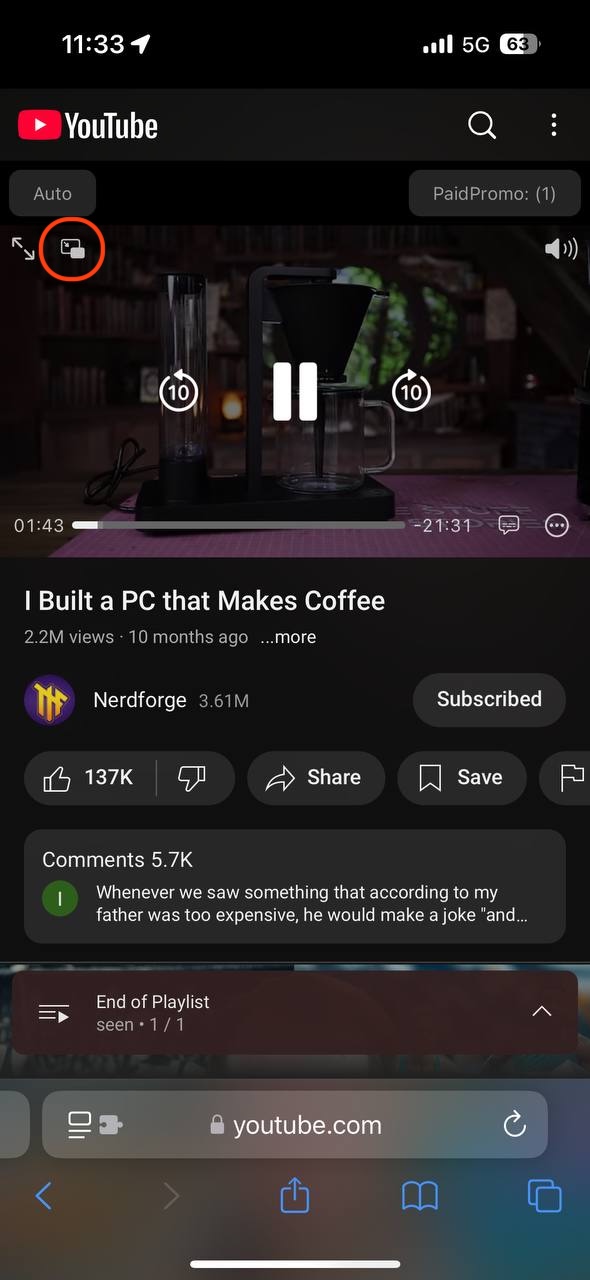 11:33
5G 63
YouTube
Auto
PaidPromo: (1)
10
10
01:43
-21:31
I Built a PC that Makes Coffee
2.2M views · 10 months ago ...more
Nerdforge 3.61M
Subscribed
137K
Share
Save
Comments 5.7K
I
Whenever we saw something that according to my
father was too expensive, he would make a joke "and...
End of Playlist
seen • 1 / 1
youtube.com